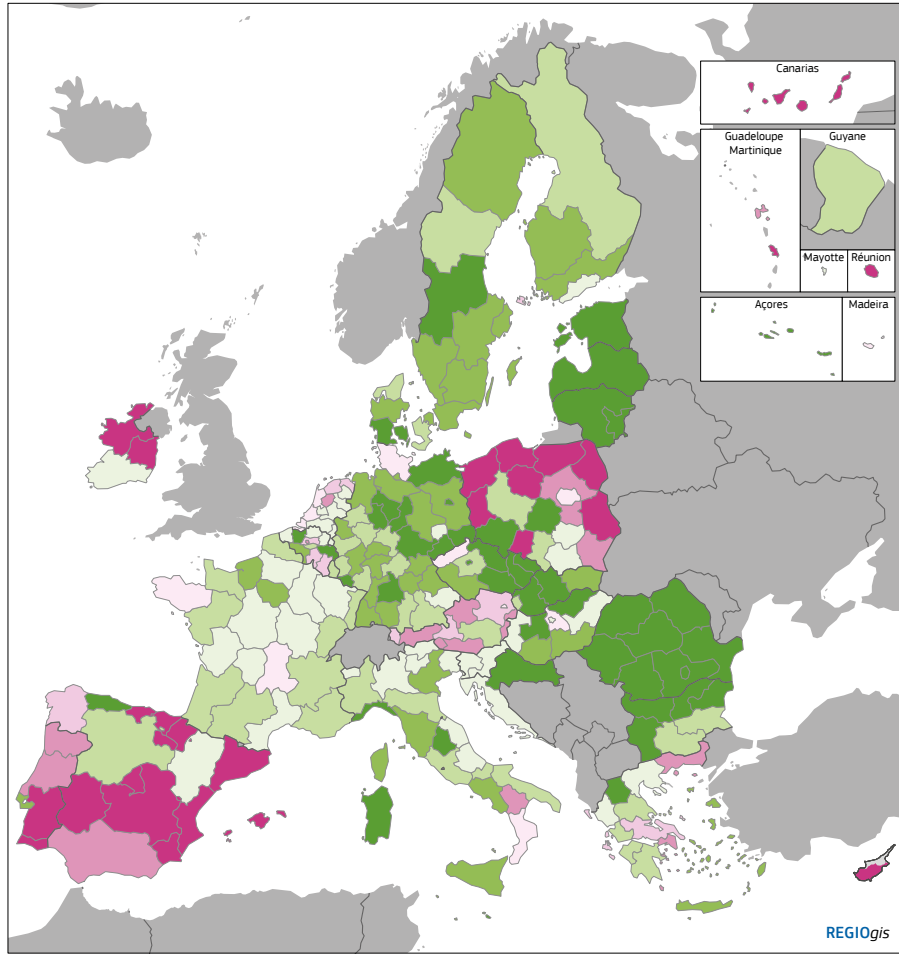 Canarias
Guadeloupe
Martinique
Guyane
Mayotte
Réunion
Açores
Madeira
REGIOgis